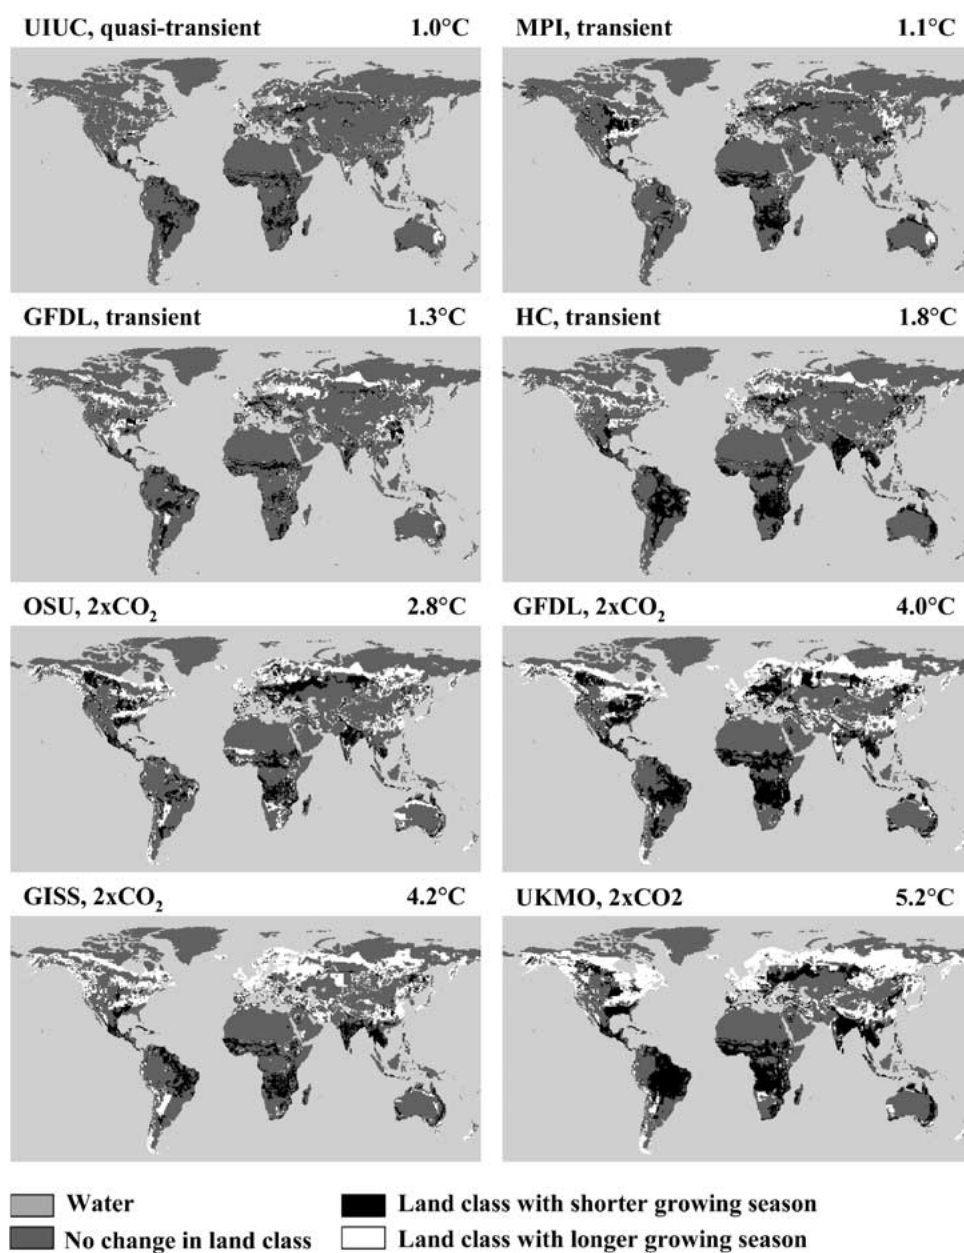 UIUC, quasi-transient 1.0°C
MPI, transient 1.1°C
GFDL, transient 1.3°C
HC, transient 1.8°C
OSU, 2xCO₂ 2.8°C
GFDL, 2xCO₂ 4.0°C
GISS, 2xCO₂ 4.2°C
UKMO, 2xCO2 5.2°C
Water
Land class with shorter growing season
No change in land class
Land class with longer growing season